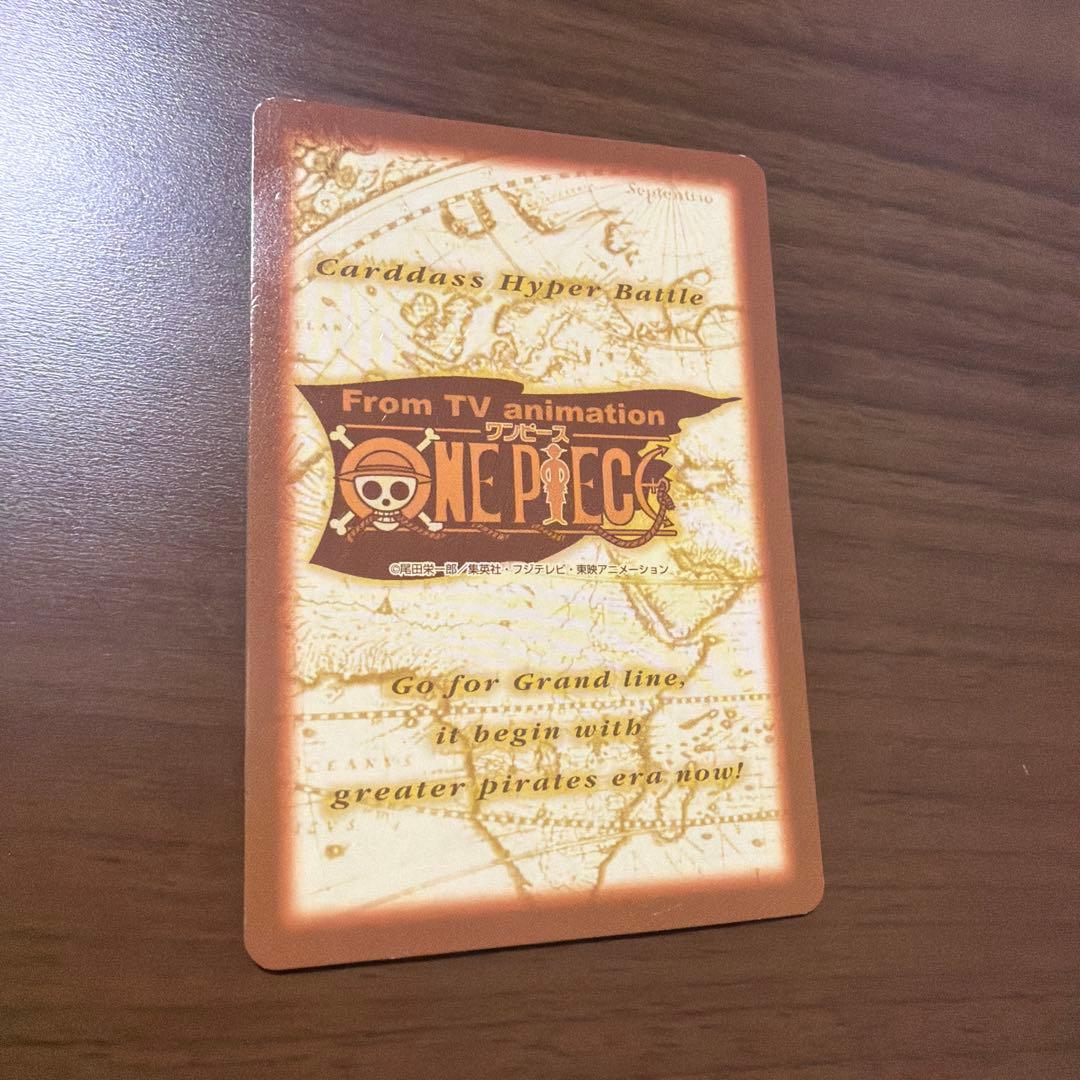 Septentrio
Carddass Hyper Battle
From TV animation
ワンピース
ONE PIECE
©尾田栄一郎／集英社・フジテレビ・東映アニメーション
Go for Grand line,
it begin with
greater pirates era now!